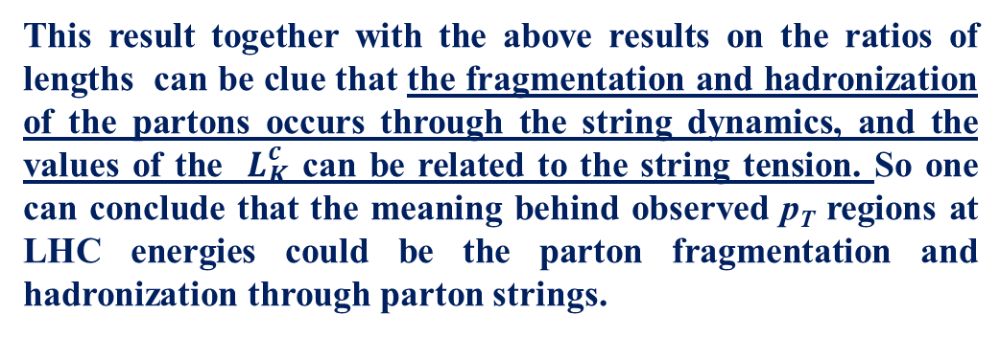 This result together with the above results on the ratios of
lengths can be clue that the fragmentation and hadronization
of the partons occurs through the string dynamics, and the
values of the $L_K^c$ can be related to the string tension. So one
can conclude that the meaning behind observed $p_T$ regions at
LHC energies could be the parton fragmentation and
hadronization through parton strings.